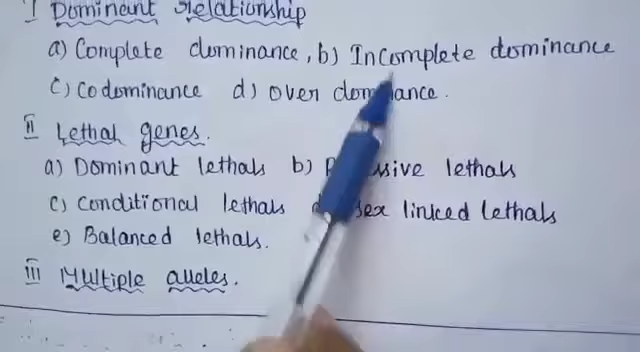 I Dominant relationship
a) Complete dominance, b) Incomplete dominance
c) codominance d) over dominance.
II Lethal genes.
a) Dominant lethals b) lethals
c) Conditional lethals sex linked lethals
e) Balanced lethals.
III Multiple alleles.